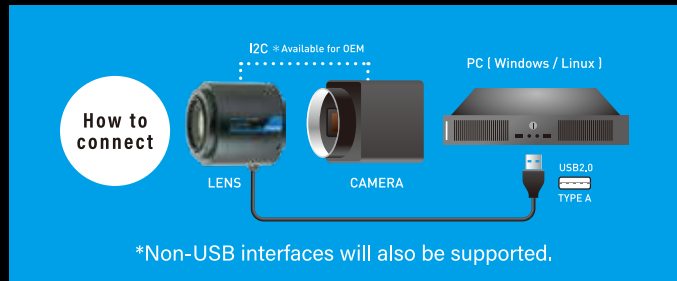 I2C *Available for OEM
PC ( Windows / Linux )
How to
connect
LENS
CAMERA
USB2.0
TYPE A
*Non-USB interfaces will also be supported.